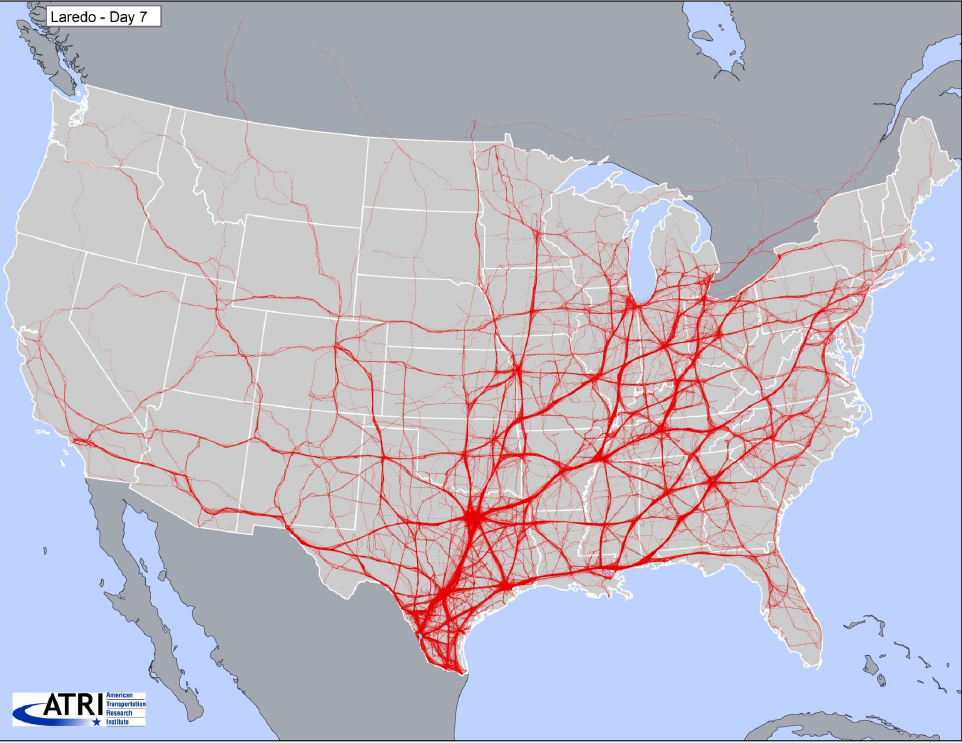 Laredo - Day 7
ATRI
American
Transportation
Research
Institute